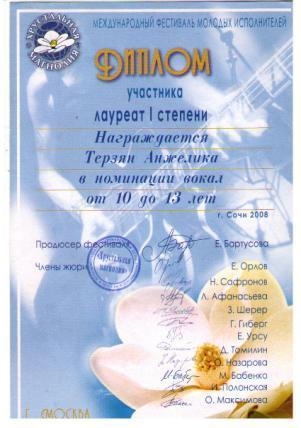 ХРУСТАЛЬНАЯ
МАГНОЛИЯ
МЕЖДУНАРОДНЫЙ ФЕСТИВАЛЬ МОЛОДЫХ ИСПОЛНИТЕЛЕЙ
ДИПЛОМ
участника
лауреат I степени
Награждается
Терзян Анжелика
в номинации вокал
от 10 до 13 лет
г. Сочи 2008
Продюсер фестиваля Е. Бартусова
Члены жюри Е. Орлов
Н. Сафронов
Л. Афанасьева
З. Шерер
Г. Гиберг
Е. Урсу
Д. Томилин
О. Назарова
М. Бабенко
И. Полонская
О. Максимова
«Хрустальная
магнолия»
Г. МОСКВА